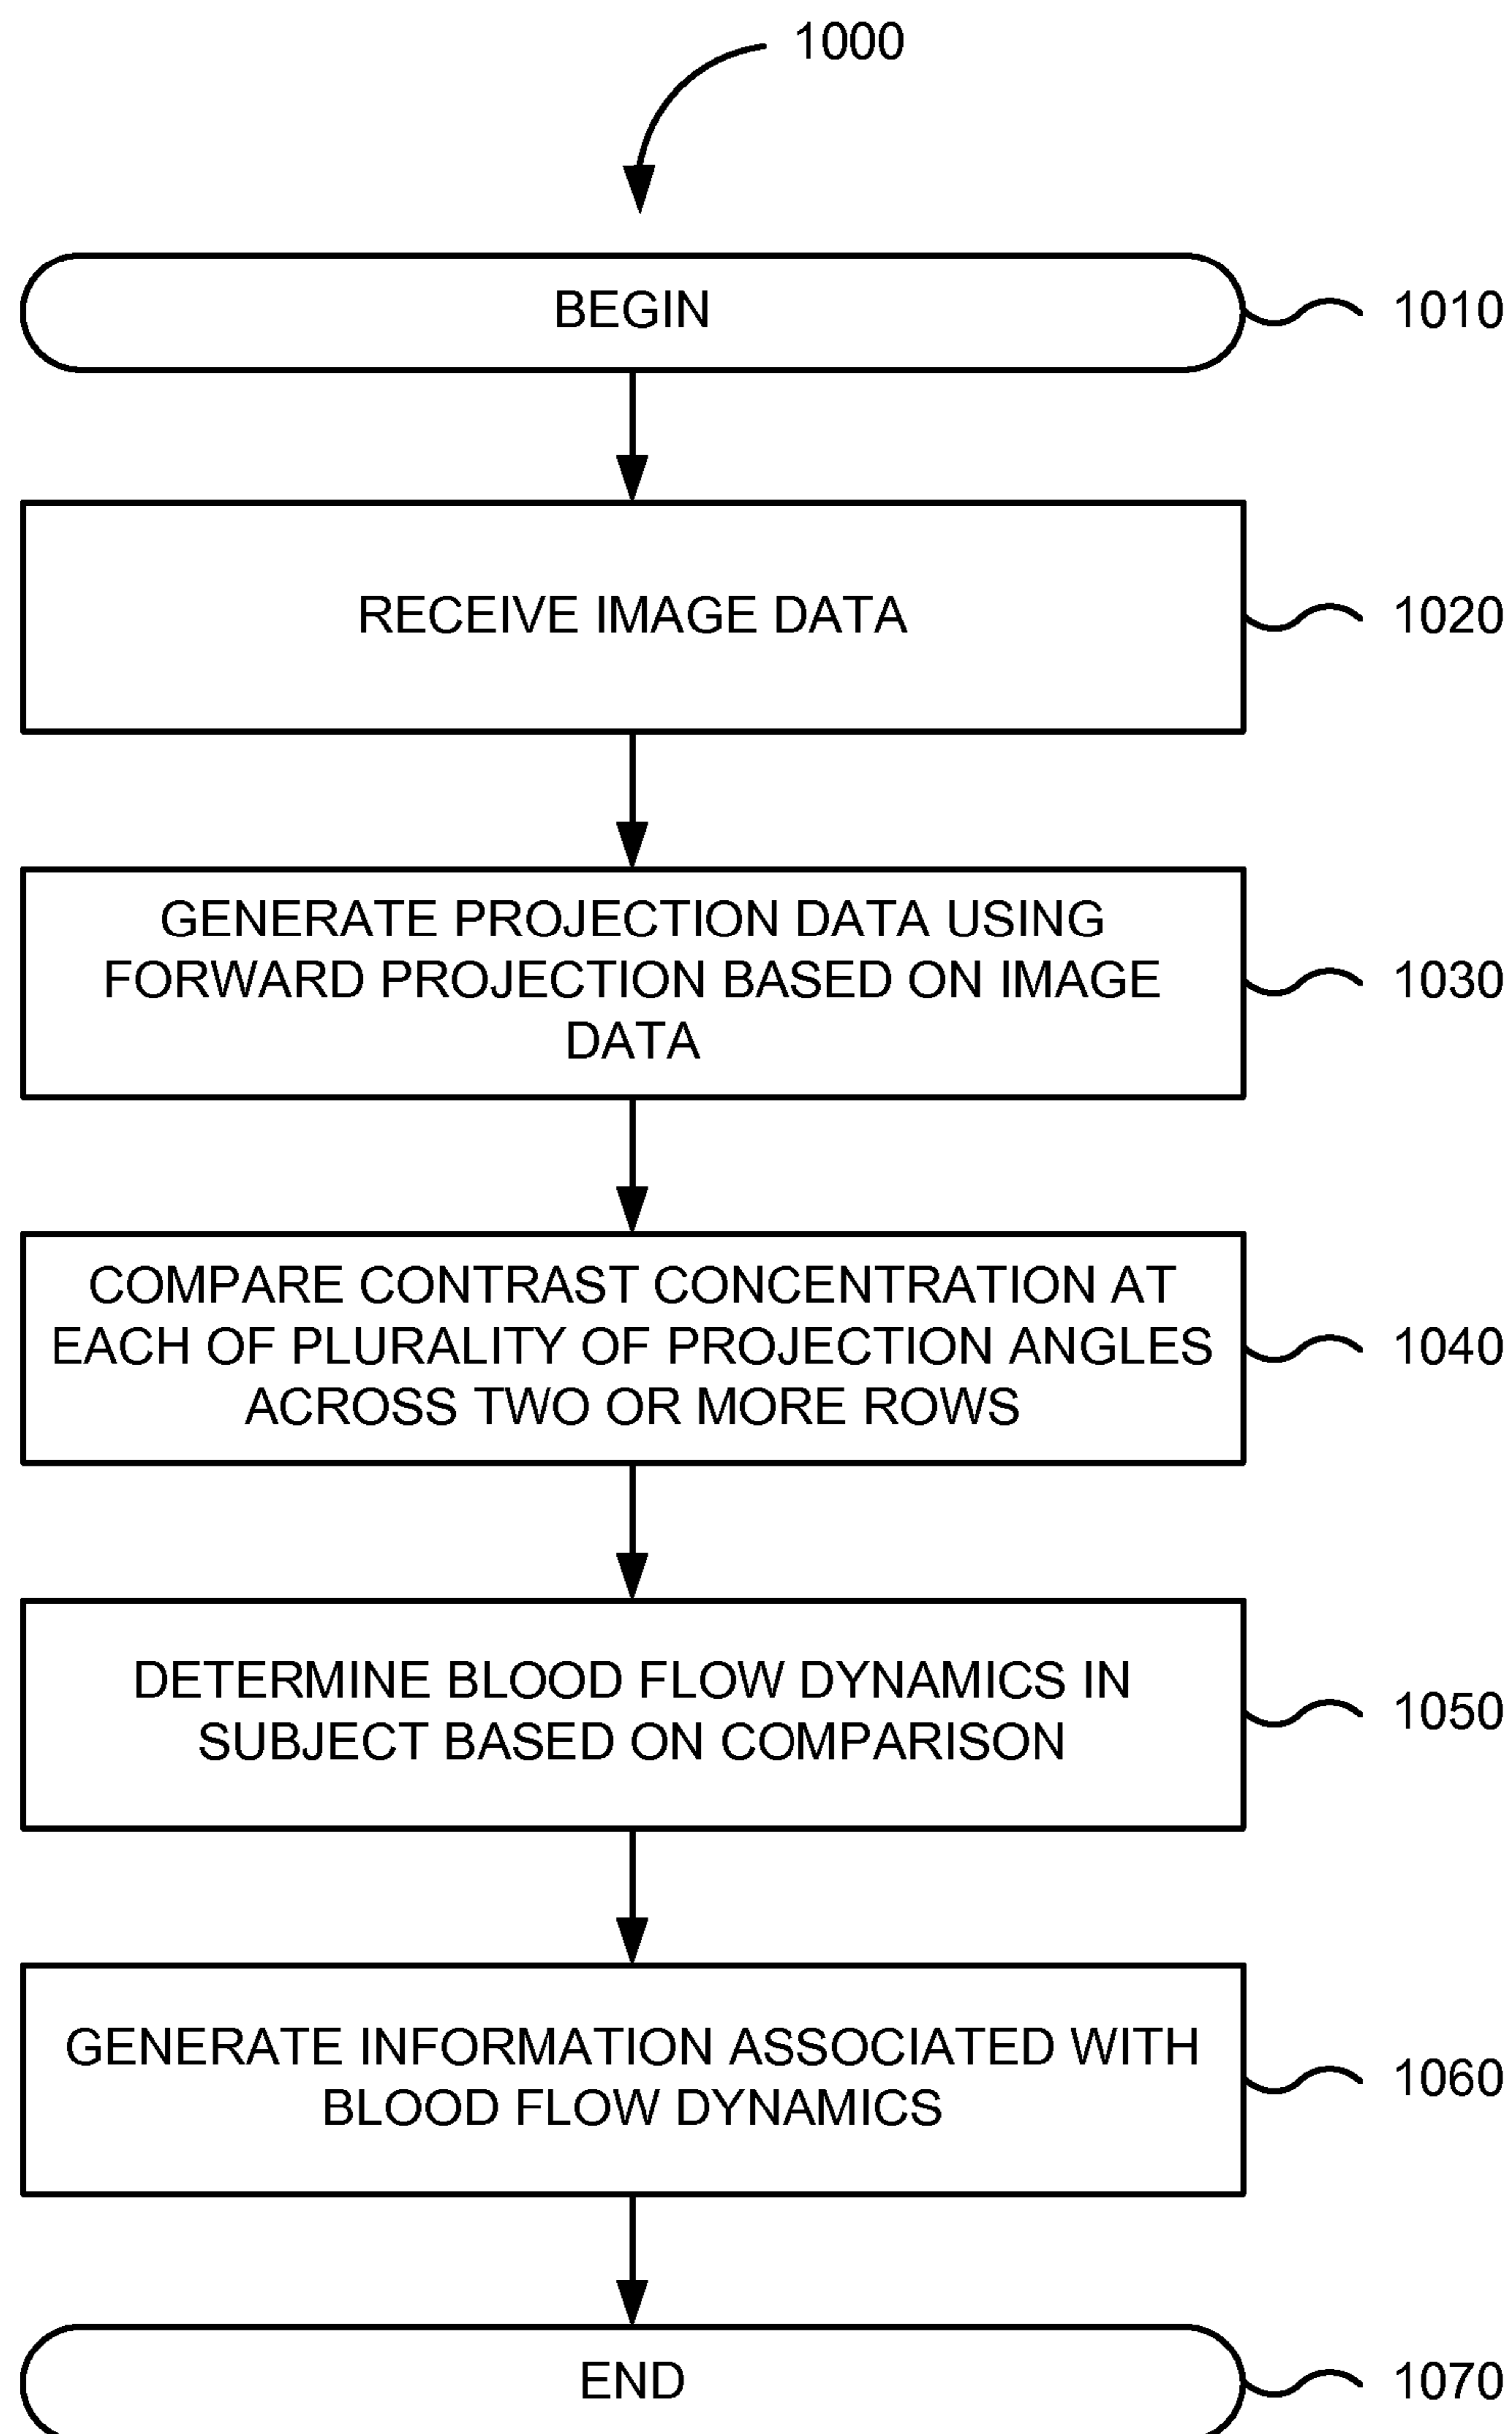 1000
BEGIN
1010
RECEIVE IMAGE DATA
1020
GENERATE PROJECTION DATA USING
FORWARD PROJECTION BASED ON IMAGE
DATA
1030
COMPARE CONTRAST CONCENTRATION AT
EACH OF PLURALITY OF PROJECTION ANGLES
ACROSS TWO OR MORE ROWS
1040
DETERMINE BLOOD FLOW DYNAMICS IN
SUBJECT BASED ON COMPARISON
1050
GENERATE INFORMATION ASSOCIATED WITH
BLOOD FLOW DYNAMICS
1060
END
1070